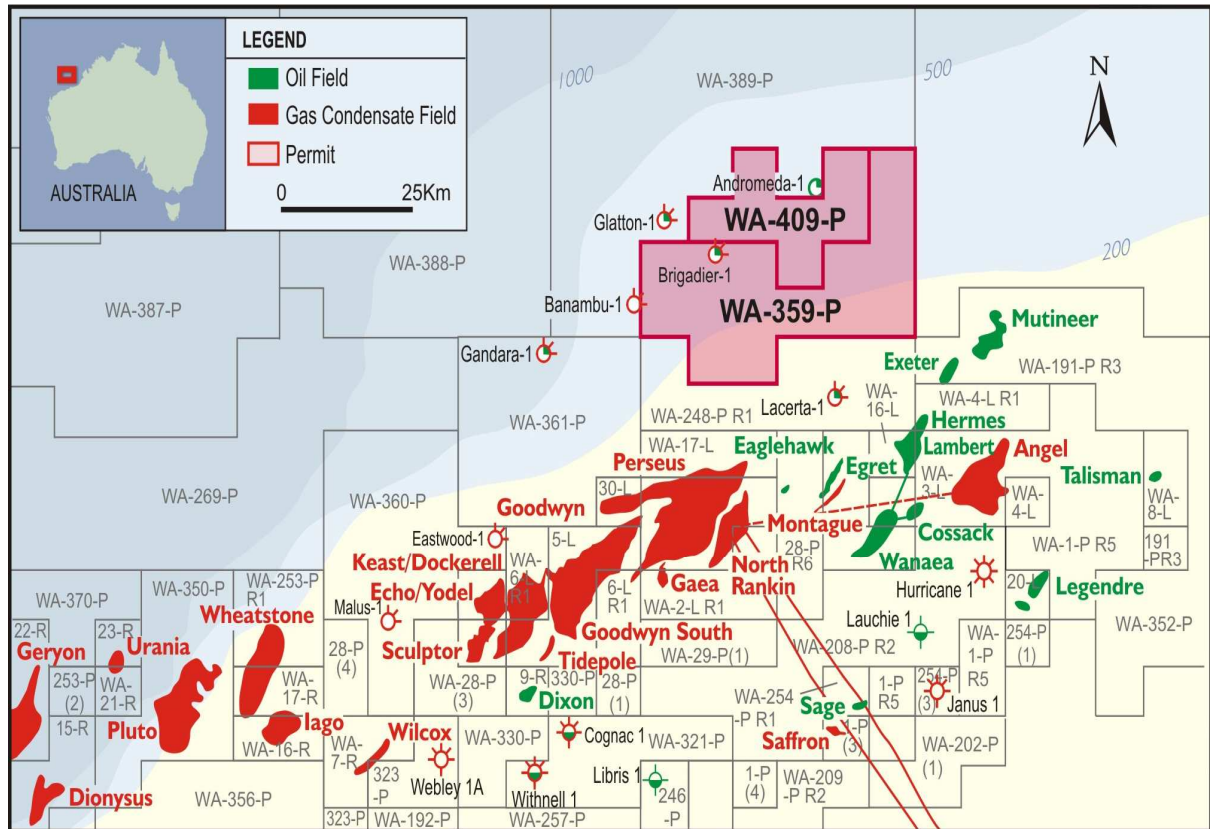 LEGEND
Oil Field
Gas Condensate Field
Permit
0 25Km
AUSTRALIA
N
1000
500
200
WA-389-P
WA-388-P
WA-387-P
Andromeda-1
Glatton-1
WA-409-P
Brigadier-1
Banambu-1
WA-359-P
Gandara-1
Mutineer
Exeter
WA-191-P R3
Lacerta-1
WA-16-L
WA-4-L R1
WA-361-P
WA-248-P R1
WA-17-L
Hermes
Lambert
Angel
Eaglehawk
Egret
Perseus
Talisman
WA-269-P
WA-360-P
30-L
WA-3-L
WA-4-L
WA-8-L
Goodwyn
Montague
Cossack
Wanaea
Eastwood-1
5-L
28-P R6
WA-1-P R5
191-PR3
Keast/Dockerell
WA-6-L R1
North Rankin
Hurricane 1
Echo/Yodel
6-L R1
Gaea
WA-2-L R1
20-L
Legendre
WA-370-P
WA-350-P
WA-253-P R1
Wheatstone
Malus-1
Lauchie 1
22-R
23-R
Urania
Geryon
28-P (4)
Sculptor
Goodwyn South
Tidepole
WA-29-P(1)
WA-208-P R2
WA-1-P R5
254-P (1)
WA-352-P
253-P (2)
WA-21-R
WA-17-R
WA-28-P (3)
9-R
330-P
28-P (1)
Dixon
WA-254-P R1
1-P R5
254-P (3)
Janus 1
15-R
Pluto
Iago
WA-16-R
WA-7-R
Wilcox
WA-330-P
Cognac 1
WA-321-P
Sage
Saffron
1-P (3)
WA-202-P (1)
Dionysus
WA-356-P
323-P
Webley 1A
Withnell 1
Libris 1
246-P
1-P (4)
WA-209-P R2
323-P
WA-192-P
WA-257-P